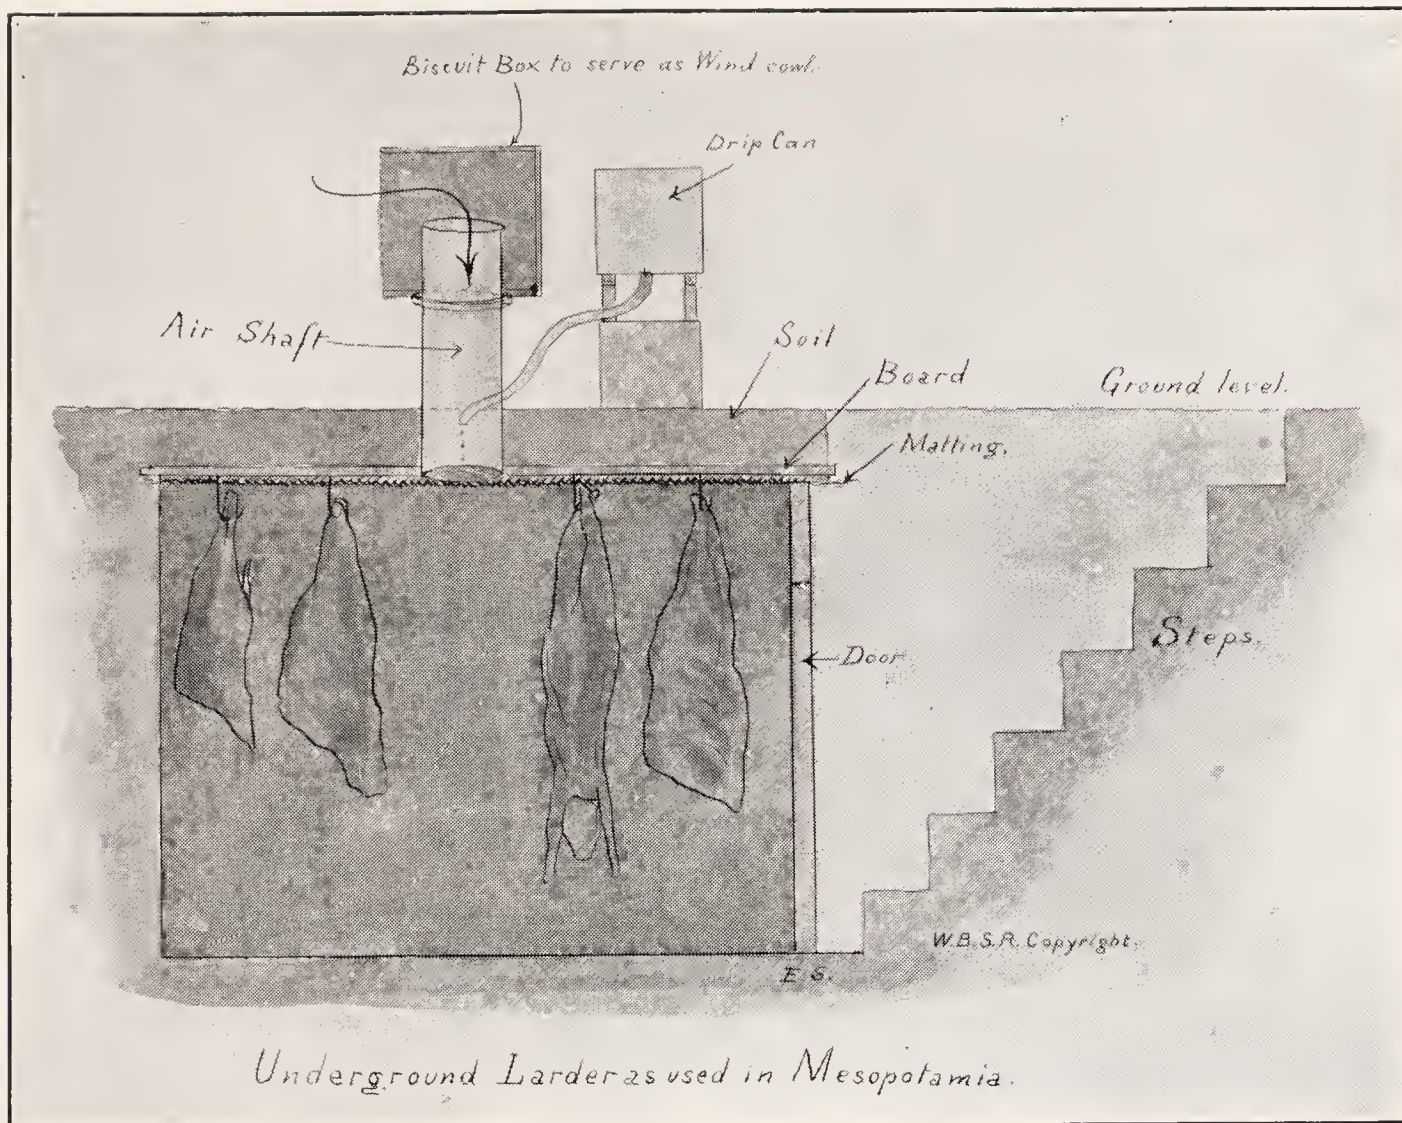 Biscuit Box to serve as Wind cowl.
Drip Can
Air Shaft
Soil
Board
Ground level.
Matting.
Steps.
Door
W.B.S.R. Copyright.
E S.
Underground Larder as used in Mesopotamia.